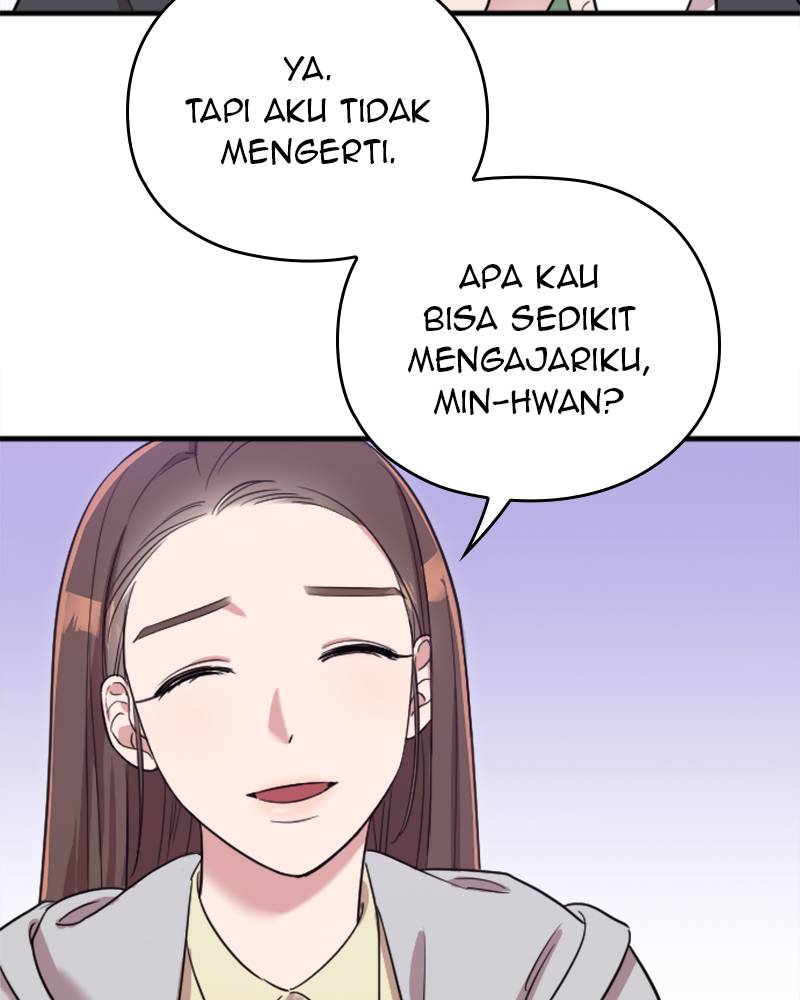 YA.
TAPI AKU TIDAK
MENGERTI.
APA KAU
BISA SEDIKIT
MENGAJARIKU,
MIN-HWAN?